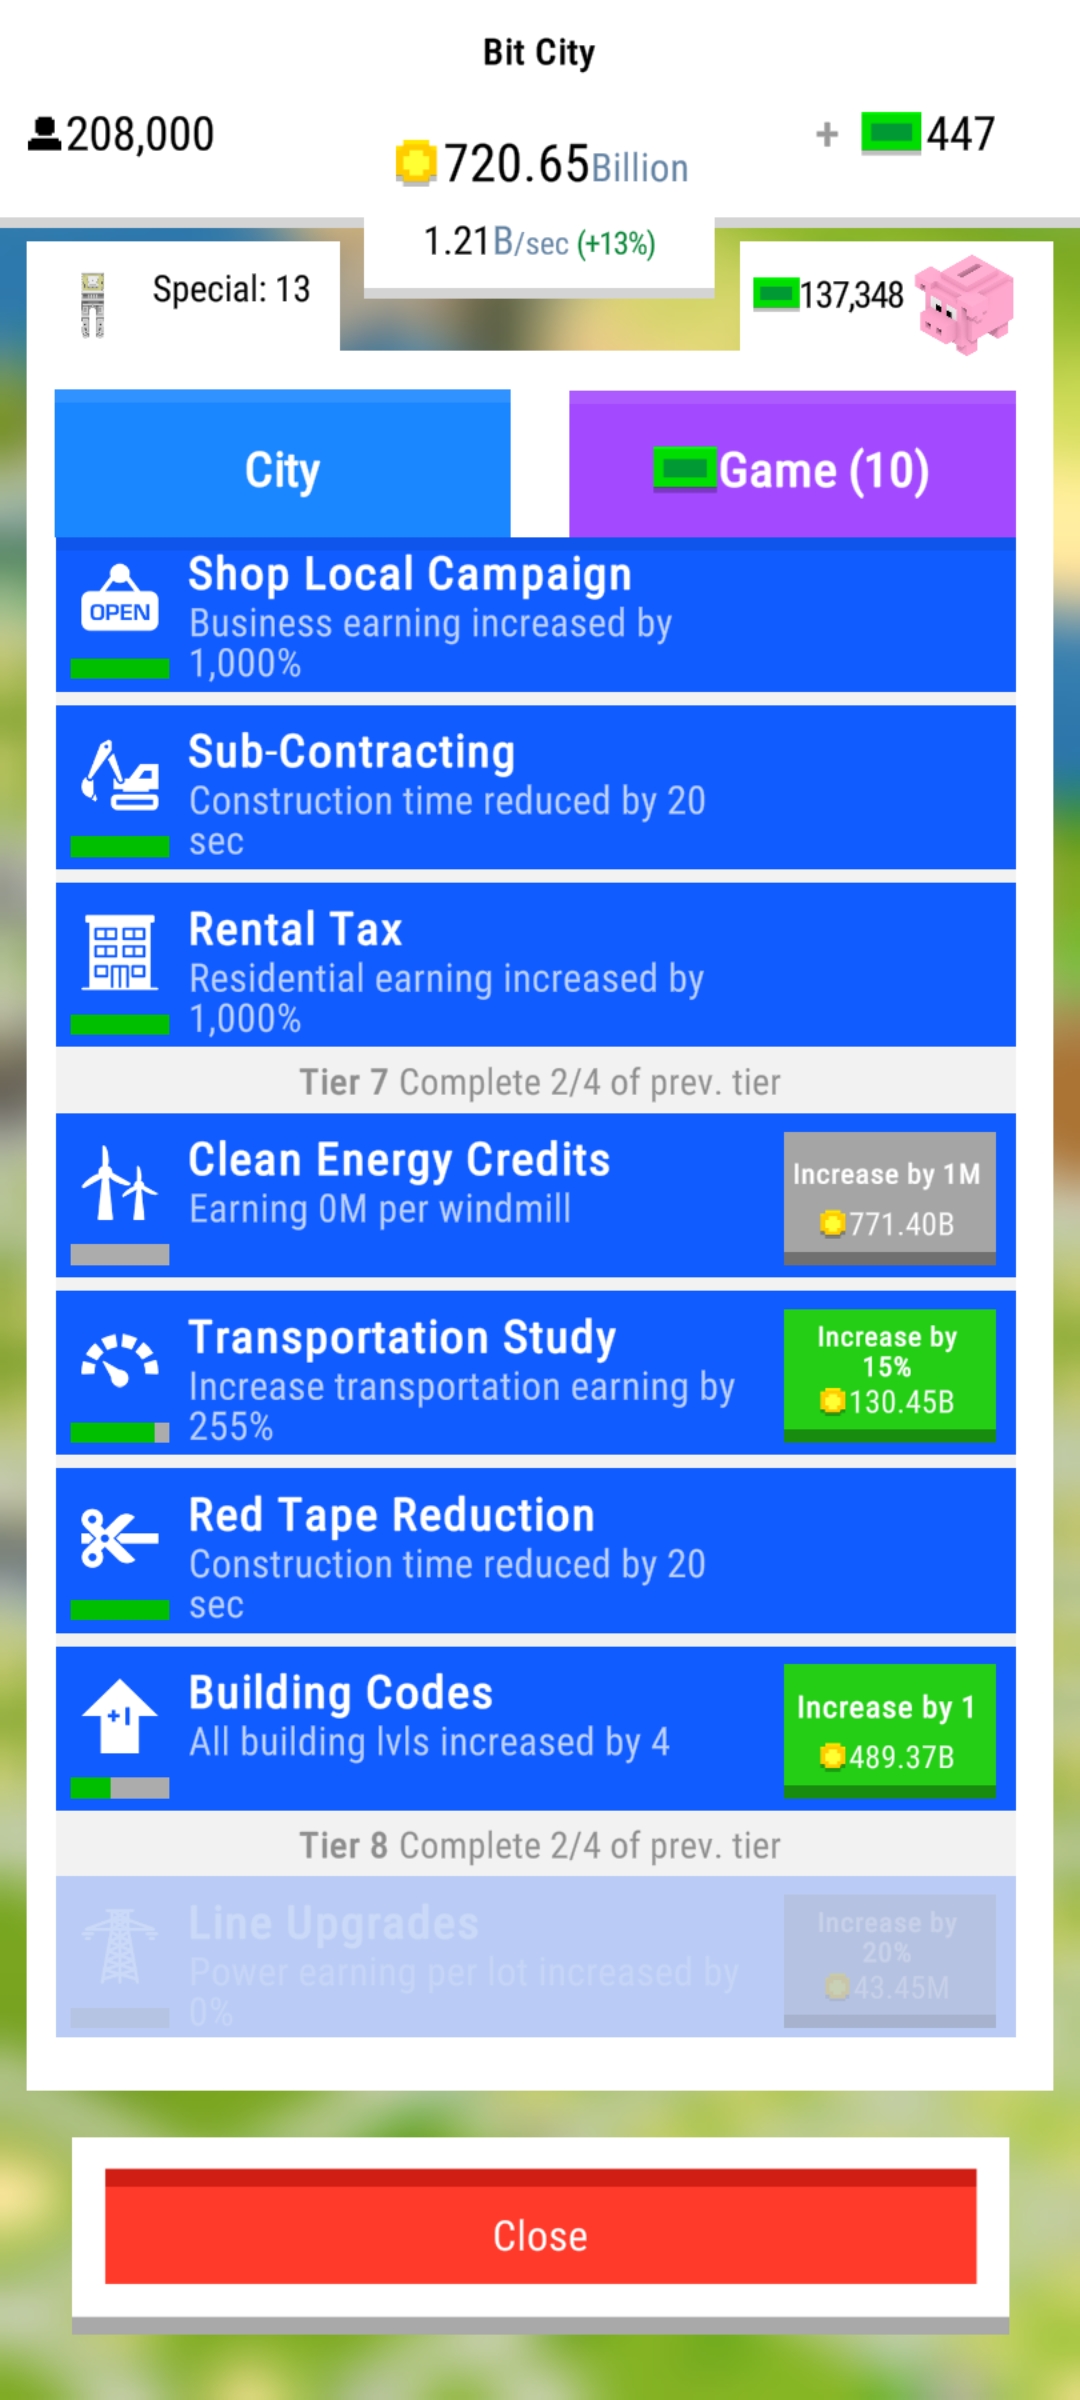 Bit City
208,000
720.65Billion
+ 447
1.21B/sec (+13%)
Special: 13
137,348
City
Game (10)
OPEN
Shop Local Campaign
Business earning increased by
1,000%
Sub-Contracting
Construction time reduced by 20
sec
Rental Tax
Residential earning increased by
1,000%
Tier 7 Complete 2/4 of prev. tier
Clean Energy Credits
Earning 0M per windmill
Increase by 1M
771.40B
Transportation Study
Increase transportation earning by
255%
Increase by
15%
130.45B
Red Tape Reduction
Construction time reduced by 20
sec
+1
Building Codes
All building lvls increased by 4
Increase by 1
489.37B
Tier 8 Complete 2/4 of prev. tier
Line Upgrades
Power earning per lot increased by
0%
Increase by
20%
43.45M
Close